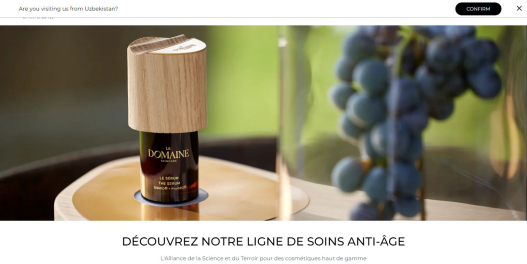 Are you visiting us from Uzbekistan?
CONFIRM
LE
DOMAINE
LE SÉRUM
THE SERUM
DÉCOUVREZ NOTRE LIGNE DE SOINS ANTI-ÂGE
L'Alliance de la Science et du Terroir pour des cosmétiques haut de gamme